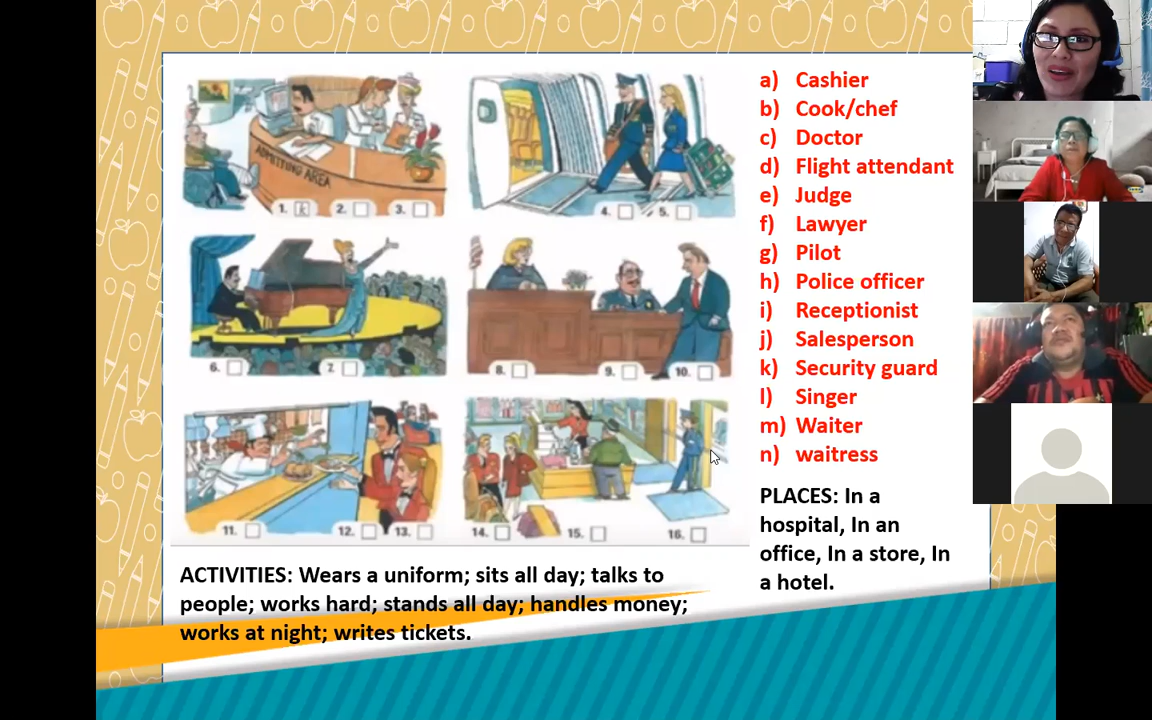 ADMITTING AREA
1. k 2. 3.
4. 5.
6. 7.
8. 9. 10.
11. 12. 13.
14. 15. 16.
a) Cashier
b) Cook/chef
c) Doctor
d) Flight attendant
e) Judge
f) Lawyer
g) Pilot
h) Police officer
i) Receptionist
j) Salesperson
k) Security guard
l) Singer
m) Waiter
n) waitress
PLACES: In a
hospital, In an
office, In a store, In
a hotel.
ACTIVITIES: Wears a uniform; sits all day; talks to
people; works hard; stands all day; handles money;
works at night; writes tickets.